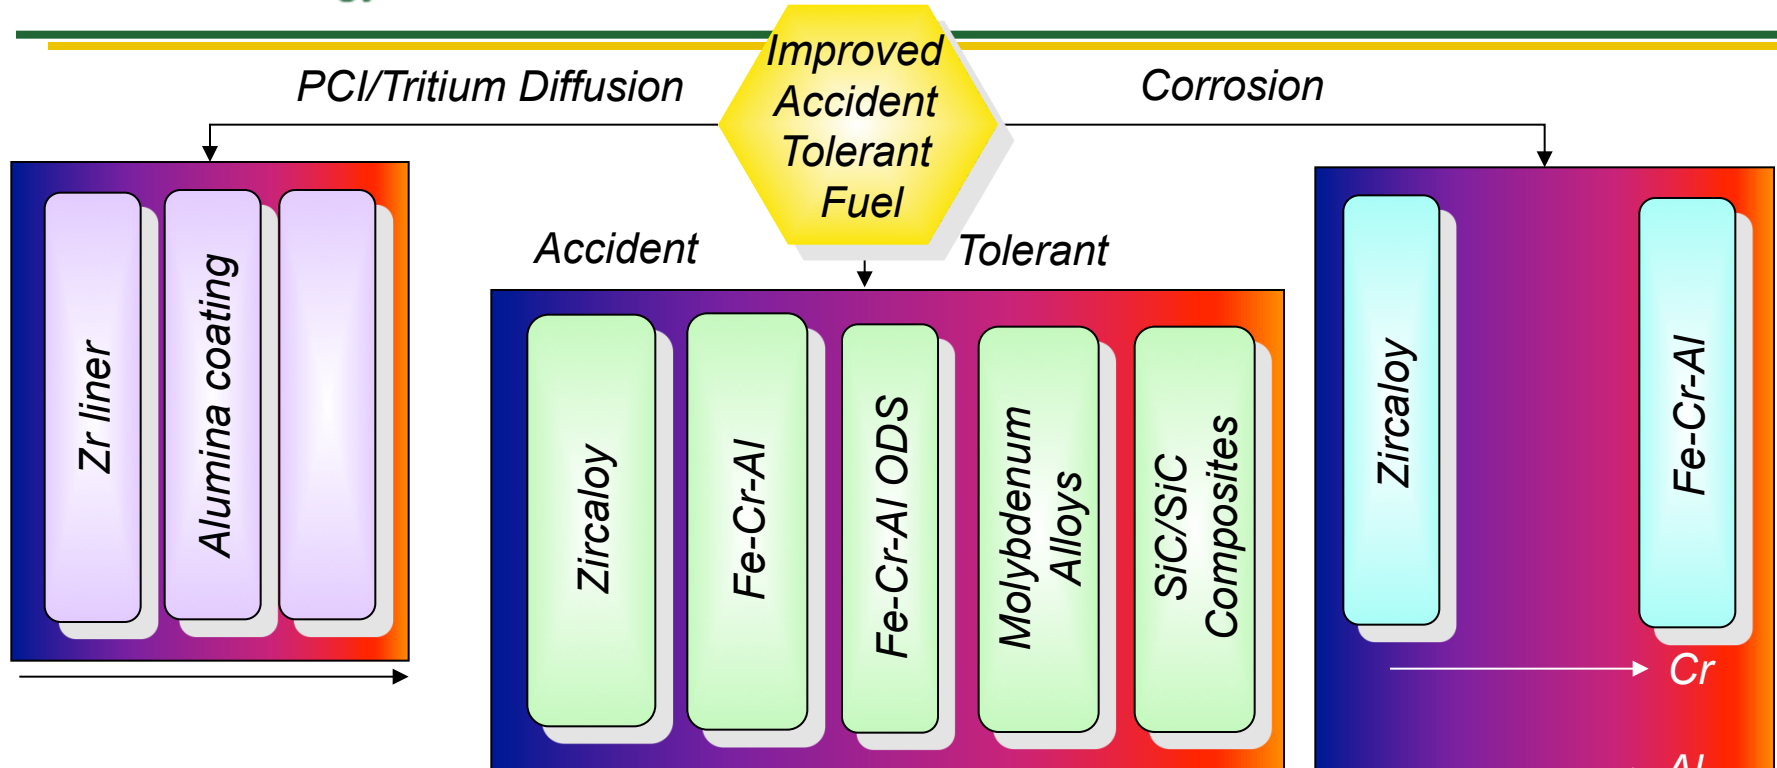 Improved
Accident
Tolerant
Fuel
PCI/Tritium Diffusion
Corrosion
Accident
Tolerant
Zr liner
Alumina coating
Zircaloy
Fe-Cr-Al
Fe-Cr-Al ODS
Molybdenum
Alloys
SiC/SiC
Composites
Zircaloy
Fe-Cr-Al
Cr
Al